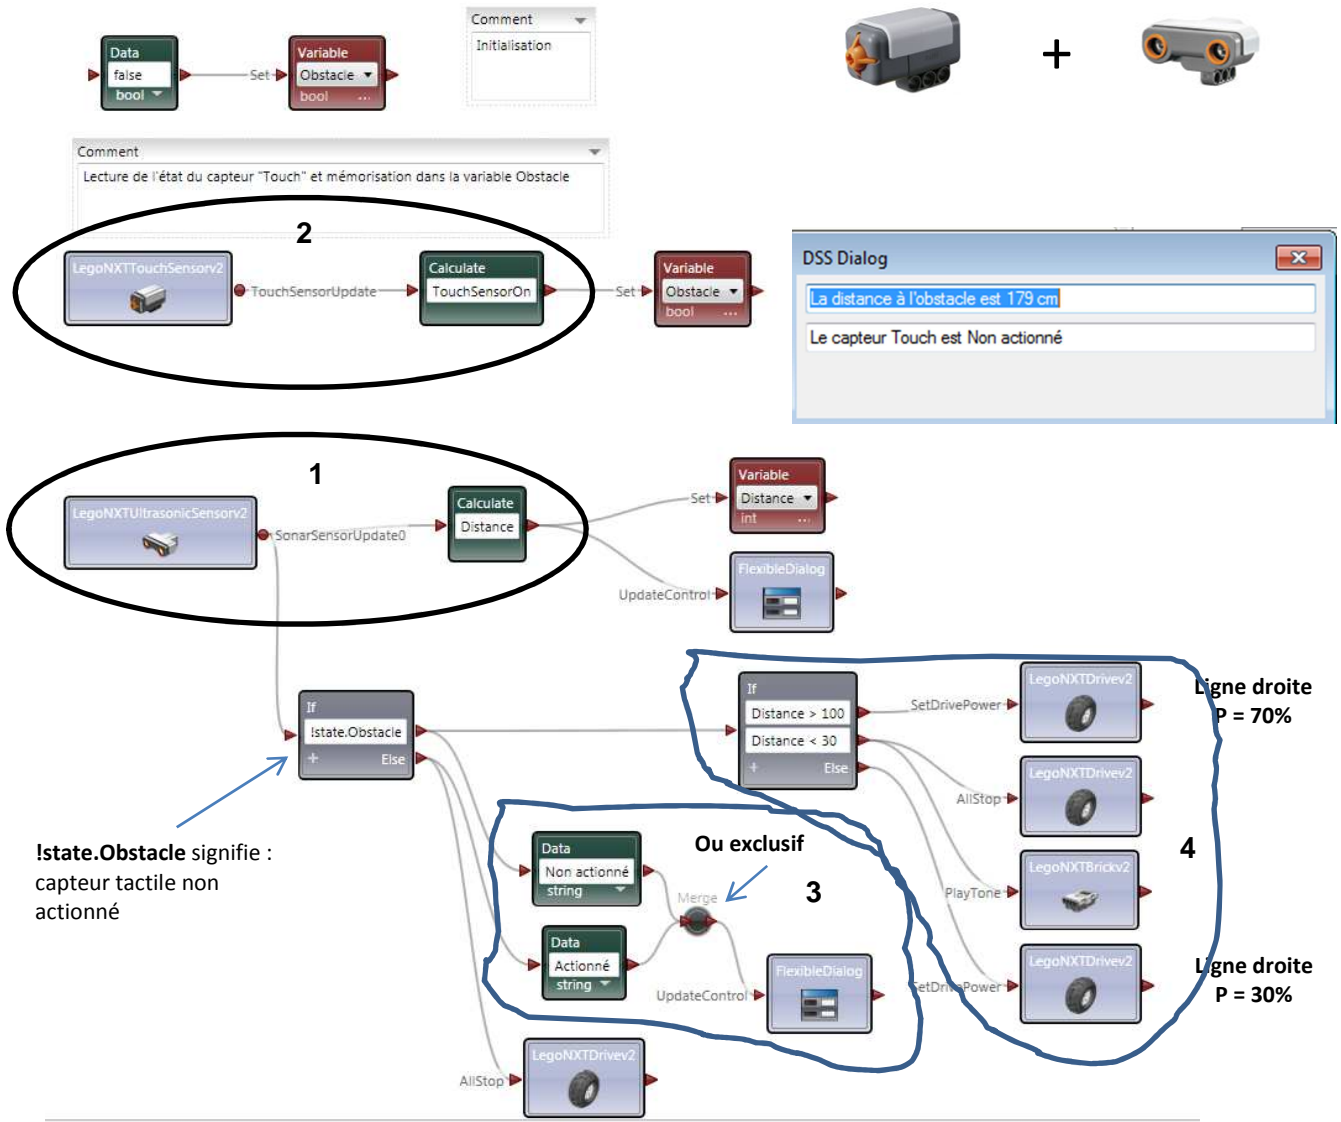 Comment
Initialisation
Data
false
bool
Set
Variable
Obstacle
bool ...
+
Comment
Lecture de l'état du capteur "Touch" et mémorisation dans la variable Obstacle
2
LegoNXTTouchSensorv2
TouchSensorUpdate
Calculate
TouchSensorOn
Set
Variable
Obstacle
bool ...
DSS Dialog
La distance à l'obstacle est 179 cm
Le capteur Touch est Non actionné
1
LegoNXTUltrasonicSensorv2
SonarSensorUpdate0
Calculate
Distance
Set
Variable
Distance
int ...
UpdateControl
FlexibleDialog
If
!state.Obstacle
+ Else
If
Distance > 100
Distance < 30
+ Else
SetDrivePower
LegoNXTDrivev2
Ligne droite
P = 70%
AllStop
LegoNXTDrivev2
4
PlayTone
LegoNXTBrickv2
SetDrivePower
LegoNXTDrivev2
Ligne droite
P = 30%
!state.Obstacle signifie :
capteur tactile non
actionné
Data
Non actionné
string
Ou exclusif
Merge
3
Data
Actionné
string
UpdateControl
FlexibleDialog
AllStop
LegoNXTDrivev2